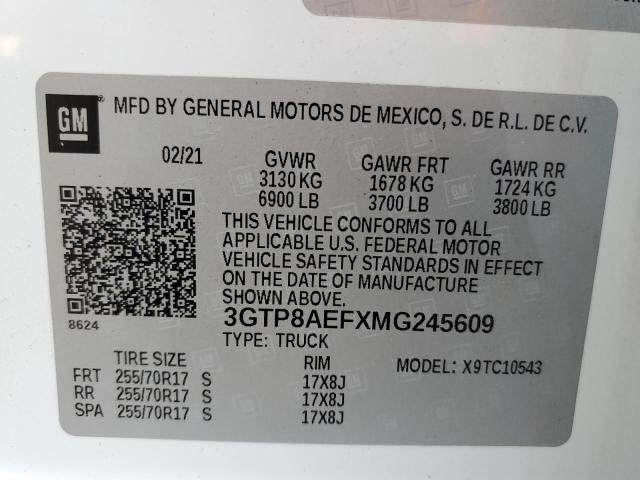 GM
MFD BY GENERAL MOTORS DE MEXICO, S. DE R.L. DE C.V.
02/21 GVWR GAWR FRT GAWR RR
3130 KG 1678 KG 1724 KG
6900 LB 3700 LB 3800 LB
THIS VEHICLE CONFORMS TO ALL
APPLICABLE U.S. FEDERAL MOTOR
VEHICLE SAFETY STANDARDS IN EFFECT
ON THE DATE OF MANUFACTURE
SHOWN ABOVE.
8624
3GTP8AEFXMG245609
TYPE: TRUCK
TIRE SIZE RIM MODEL: X9TC10543
FRT 255/70R17 S 17X8J
RR 255/70R17 S 17X8J
SPA 255/70R17 S 17X8J